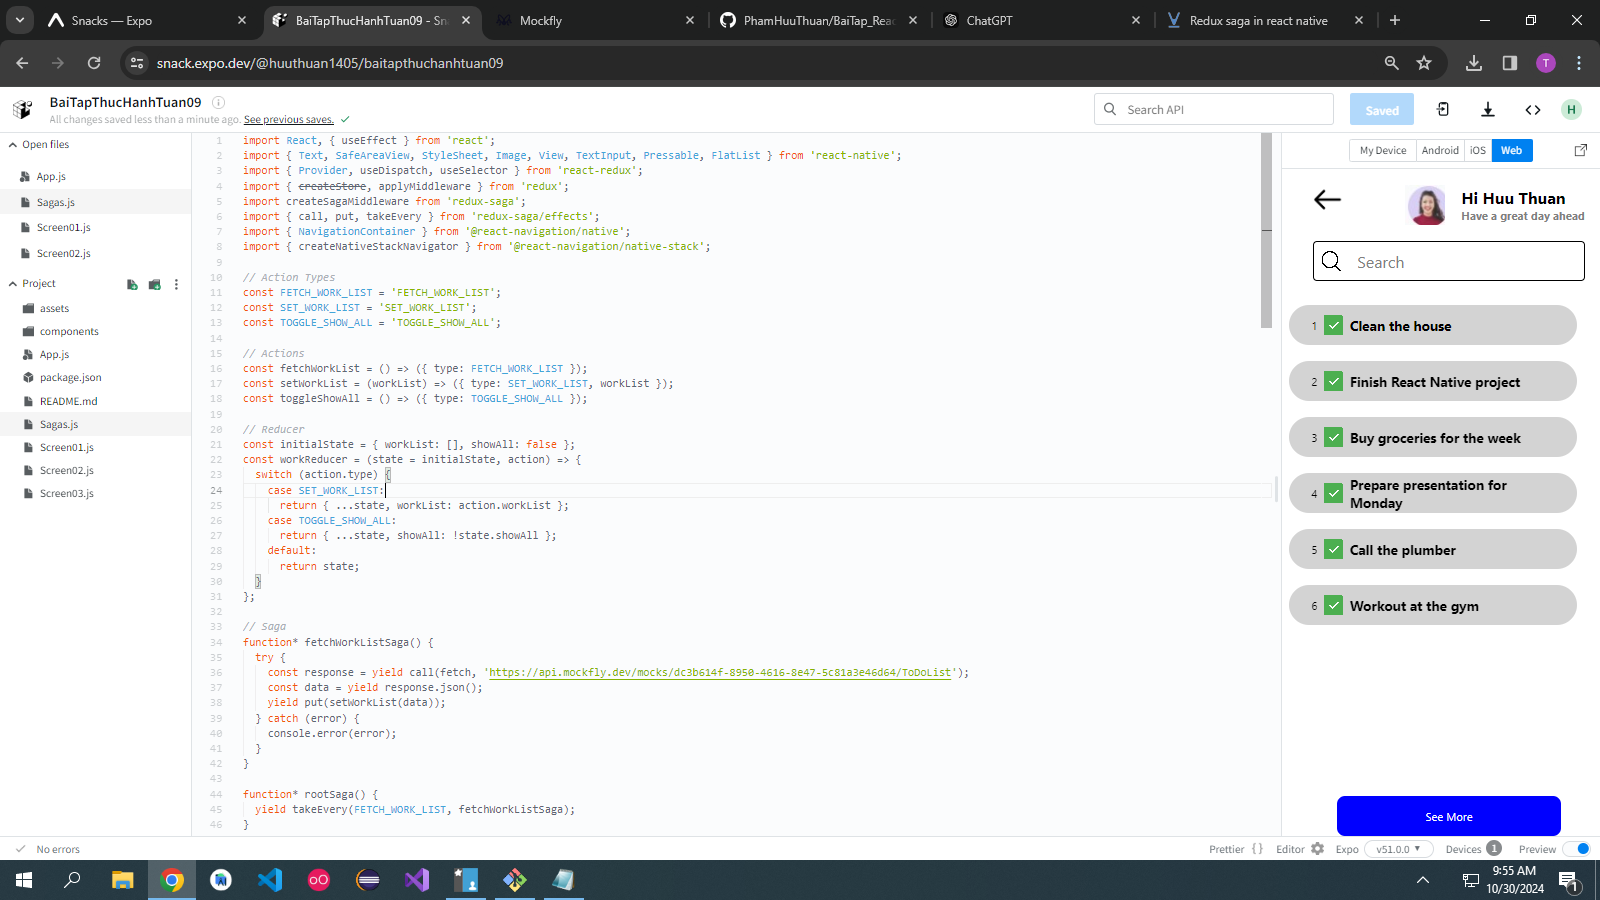 Snacks — Expo
BaiTapThucHanhTuan09 - Sn
Mockfly
PhamHuuThuan/BaiTap_Rea
ChatGPT
Redux saga in react native
snack.expo.dev/@huuthuan1405/baitapthuchanhtuan09
T
BaiTapThucHanhTuan09
All changes saved less than a minute ago. See previous saves.
Search API
Saved
H
Open files
App.js
Sagas.js
Screen01.js
Screen02.js
Project
assets
components
App.js
package.json
README.md
Sagas.js
Screen01.js
Screen02.js
Screen03.js
1 import React, { useEffect } from 'react';
2 import { Text, SafeAreaView, StyleSheet, Image, View, TextInput, Pressable, FlatList } from 'react-native';
3 import { Provider, useDispatch, useSelector } from 'react-redux';
4 import { createStore, applyMiddleware } from 'redux';
5 import createSagaMiddleware from 'redux-saga';
6 import { call, put, takeEvery } from 'redux-saga/effects';
7 import { NavigationContainer } from '@react-navigation/native';
8 import { createNativeStackNavigator } from '@react-navigation/native-stack';
9
10 // Action Types
11 const FETCH_WORK_LIST = 'FETCH_WORK_LIST';
12 const SET_WORK_LIST = 'SET_WORK_LIST';
13 const TOGGLE_SHOW_ALL = 'TOGGLE_SHOW_ALL';
14
15 // Actions
16 const fetchWorkList = () => ({ type: FETCH_WORK_LIST });
17 const setWorkList = (workList) => ({ type: SET_WORK_LIST, workList });
18 const toggleShowAll = () => ({ type: TOGGLE_SHOW_ALL });
19
20 // Reducer
21 const initialState = { workList: [], showAll: false };
22 const workReducer = (state = initialState, action) => {
23 switch (action.type) {
24 case SET_WORK_LIST:
25 return { ...state, workList: action.workList };
26 case TOGGLE_SHOW_ALL:
27 return { ...state, showAll: !state.showAll };
28 default:
29 return state;
30 }
31 };
32
33 // Saga
34 function* fetchWorkListSaga() {
35 try {
36 const response = yield call(fetch, 'https://api.mockfly.dev/mocks/dc3b614f-8950-4616-8e47-5c81a3e46d64/ToDoList');
37 const data = yield response.json();
38 yield put(setWorkList(data));
39 } catch (error) {
40 console.error(error);
41 }
42 }
43
44 function* rootSaga() {
45 yield takeEvery(FETCH_WORK_LIST, fetchWorkListSaga);
46 }
My Device
Android
iOS
Web
Hi Huu Thuan
Have a great day ahead
Search
1 Clean the house
2 Finish React Native project
3 Buy groceries for the week
4 Prepare presentation for
Monday
5 Call the plumber
6 Workout at the gym
See More
No errors
Prettier { }
Editor
Expo
v51.0.0
Devices 1
Preview
9:55 AM
10/30/2024
1